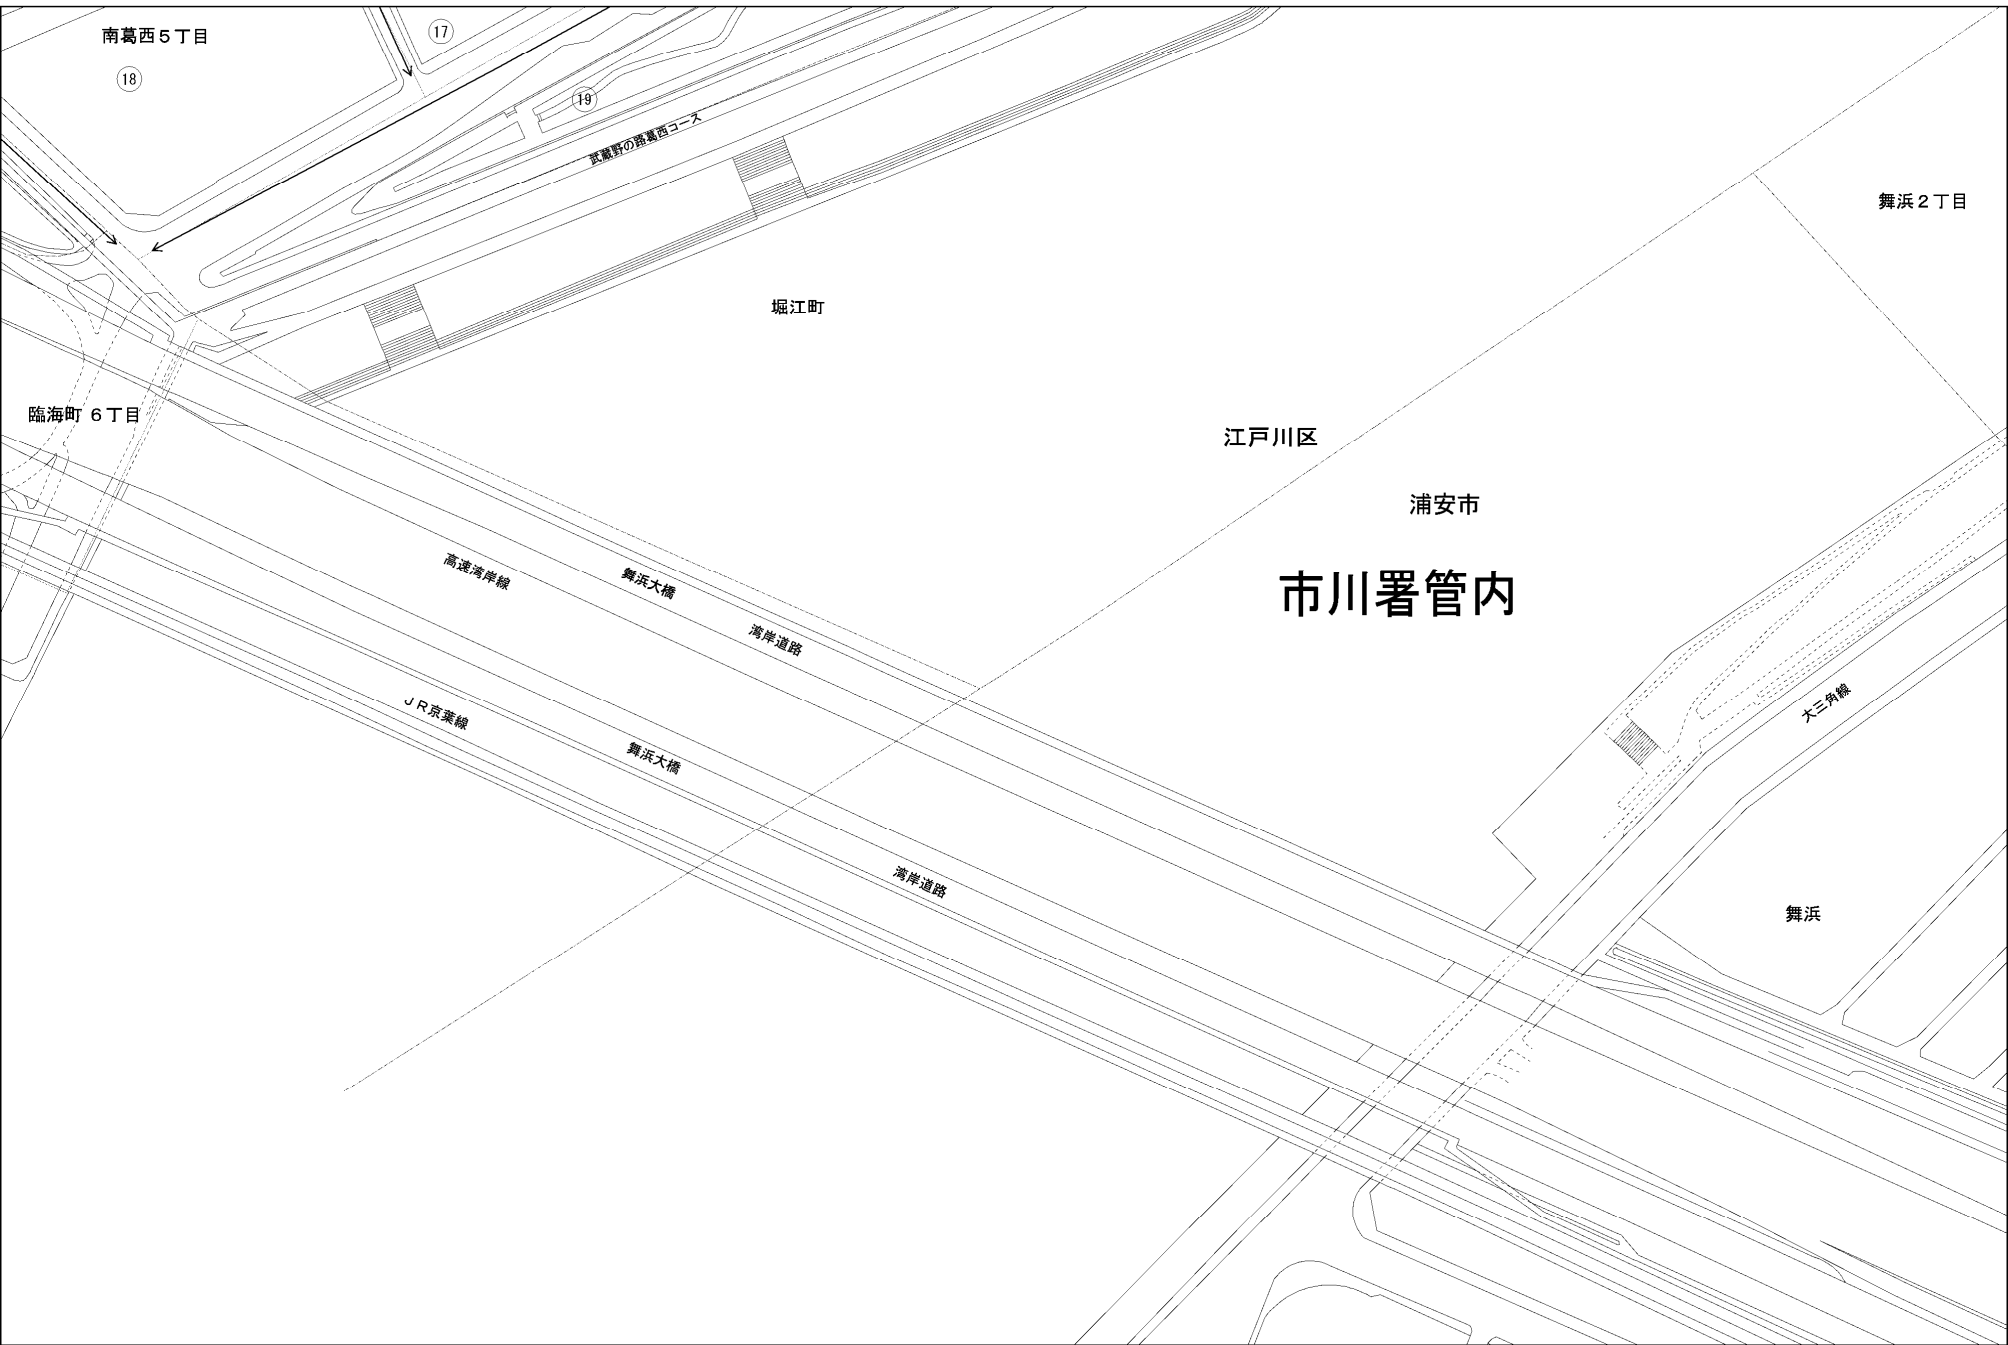 南葛西５丁目
⑰
⑱
⑲
武蔵野の路葛西コース
舞浜２丁目
堀江町
臨海町 ６丁目
江戸川区
浦安市
高速湾岸線
舞浜大橋
市川署管内
湾岸道路
ＪＲ京葉線
大三角線
舞浜大橋
湾岸道路
舞浜